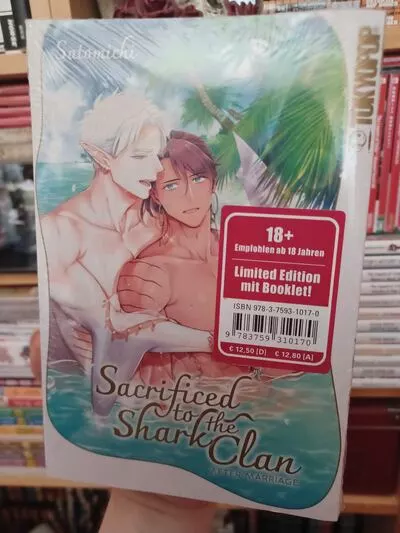 Satomichi
TOKYOPOP
18+
Empfohlen ab 18 Jahren
Limited Edition
mit Booklet!
ISBN 978-3-7593-1017-0
9 783759 310170
€ 12,50 [D] € 12,80 [A]
Sacrificed
to the
Shark Clan
AFTER MARRIAGE